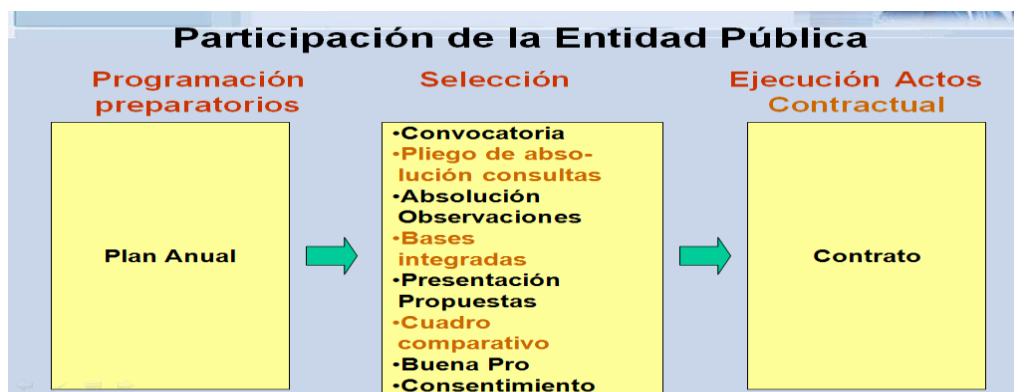 Participación de la Entidad Pública
Programación
preparatorios
Selección
Ejecución Actos
Contractual
Plan Anual
•Convocatoria
•Pliego de abso-
lución consultas
•Absolución
Observaciones
•Bases
integradas
•Presentación
Propuestas
•Cuadro
comparativo
•Buena Pro
•Consentimiento
Contrato